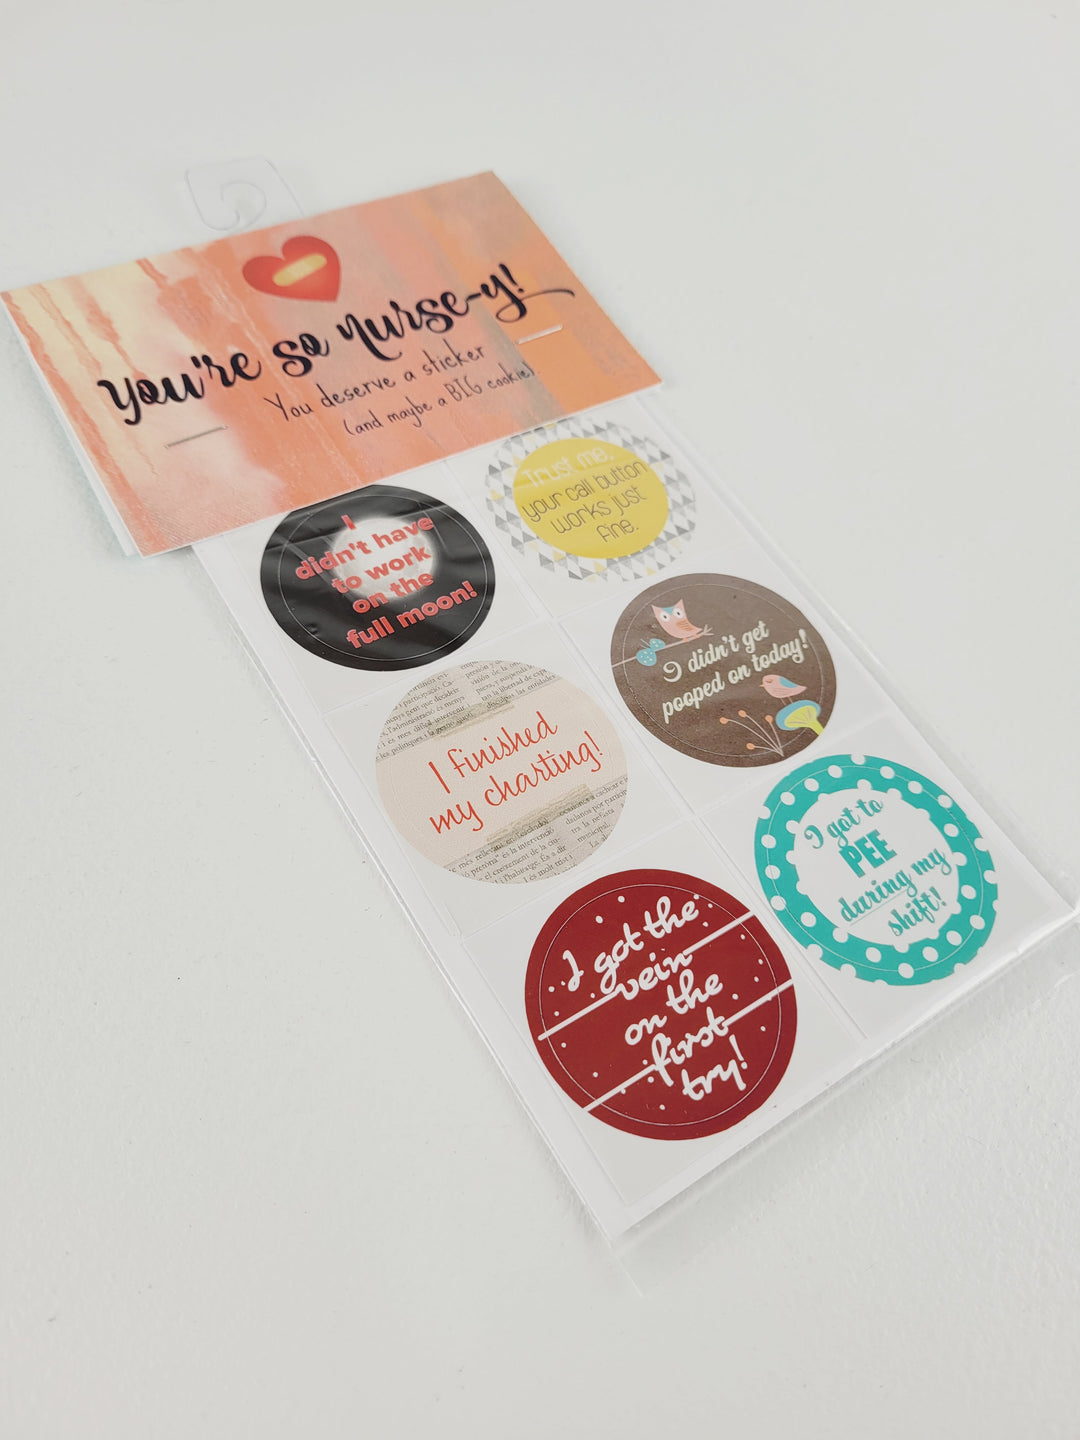 you're so nurse-y!
You deserve a sticker
(and maybe a BIG cookie)
I
didn't have
to work
on the
full moon!
Trust me,
your call button
works just
fine.
I finished
my charting!
I didn't get
pooped on today!
I got the
vein
on the
first
try!
I got to
PEE
during my
shift!